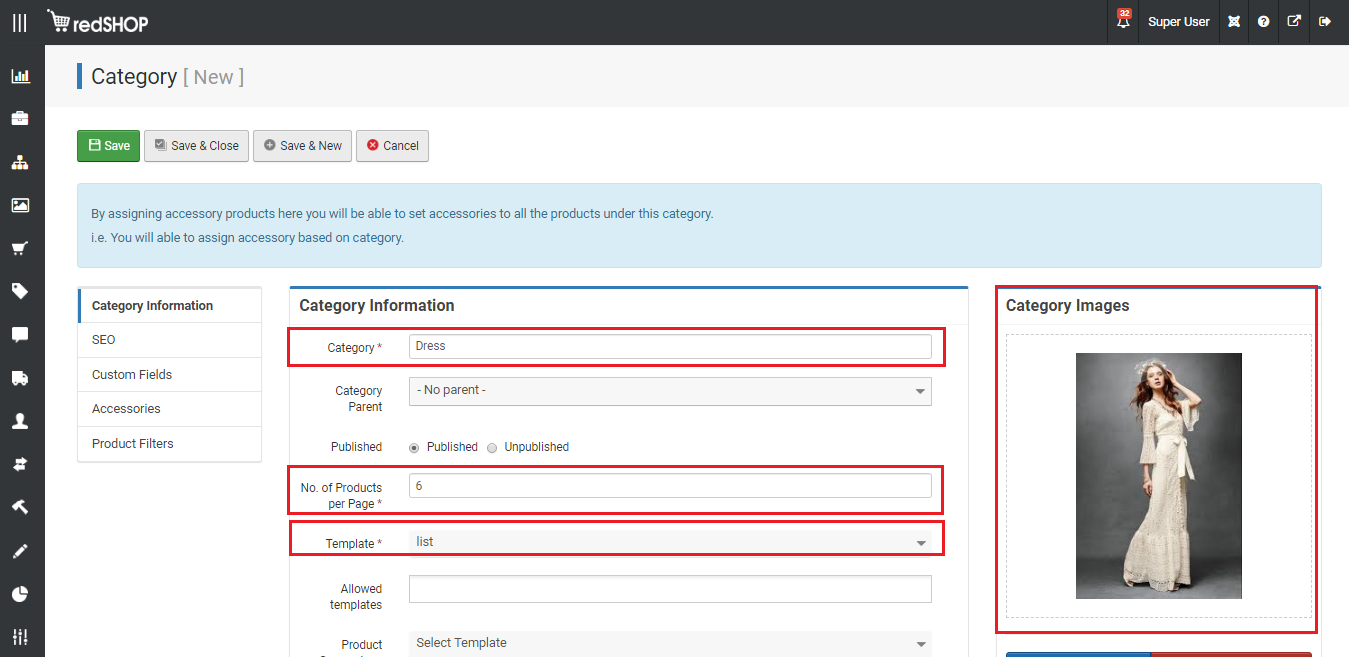 redSHOP
32
Super User
Category [ New ]
Save
Save & Close
Save & New
Cancel
By assigning accessory products here you will be able to set accessories to all the products under this category.
i.e. You will able to assign accessory based on category.
Category Information
SEO
Custom Fields
Accessories
Product Filters
Category Information
Category *
Dress
Category
Parent
- No parent -
Published
Published
Unpublished
No. of Products
per Page *
6
Template *
list
Allowed
templates
Product
Select Template
Category Images